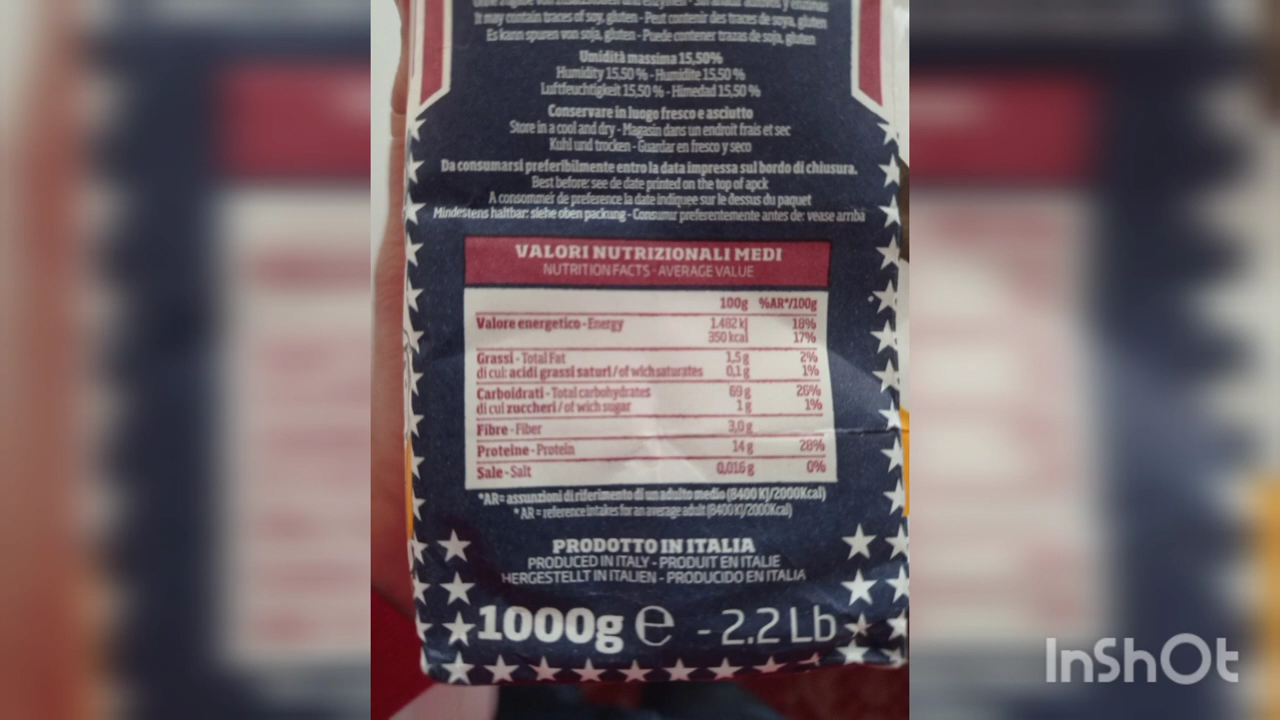 It may contain traces of soy, gluten - Peut contenir des traces de soya, gluten
Es kann spuren von soja, gluten - Puede contener trazas de soja, gluten
Umidità massima 15,50%
Humidity 15,50 % - Humidite 15,50 %
Luftfeuchtigkeit 15,50 % - Himedad 15,50 %
Conservare in luogo fresco e asciutto
Store in a cool and dry - Magasin dans un endroit frais et sec
Kuhl und trocken - Guardar en fresco y seco
Da consumarsi preferibilmente entro la data impressa sul bordo di chiusura.
Best before: see de date printed on the top of apck
A consommér de preference la date indiquee sur le dessus du paquet
Mindestens haltbar: siehe oben packung - Consumir preferentemente antes de: vease arriba
VALORI NUTRIZIONALI MEDI
NUTRITION FACTS - AVERAGE VALUE
100g %AR*/100g
Valore energetico - Energy 1.482 kj 18%
350 kcal 17%
Grassi - Total Fat 1,5 g 2%
di cui: acidi grassi saturi / of wich saturates 0,1 g 1%
Carboidrati - Total carbohydrates 69 g 26%
di cui zuccheri / of wich sugar 1 g 1%
Fibre - Fiber 3,0 g
Proteine - Protein 14 g 28%
Sale - Salt 0,016 g 0%
*AR= assunzioni di riferimento di un adulto medio (8400 KJ/2000Kcal)
*AR = reference intakes for an average adult (8400 KJ/2000Kcal)
PRODOTTO IN ITALIA
PRODUCED IN ITALY - PRODUIT EN ITALIE
HERGESTELLT IN ITALIEN - PRODUCIDO EN ITALIA
1000g e - 2.2 Lb
InShOt